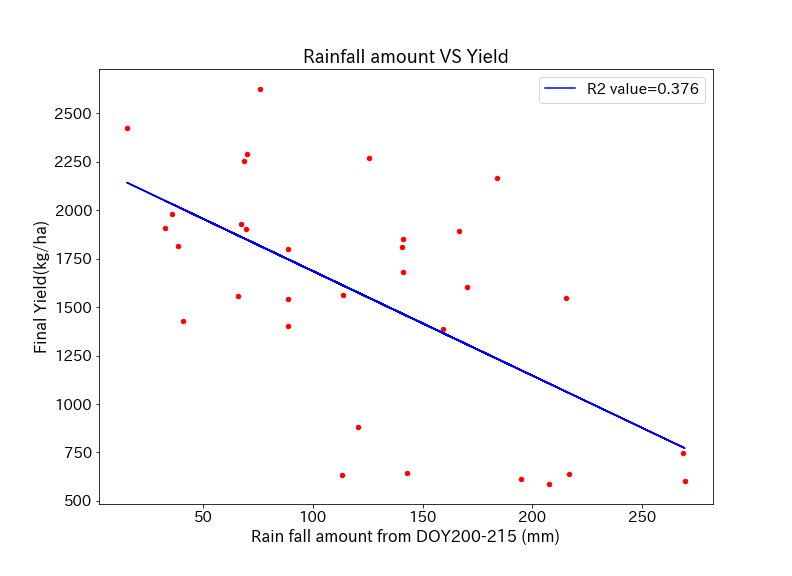 Rainfall amount VS Yield
R2 value=0.376
Final Yield(kg/ha)
2500
2250
2000
1750
1500
1250
1000
750
500
50 100 150 200 250
Rain fall amount from DOY200-215 (mm)